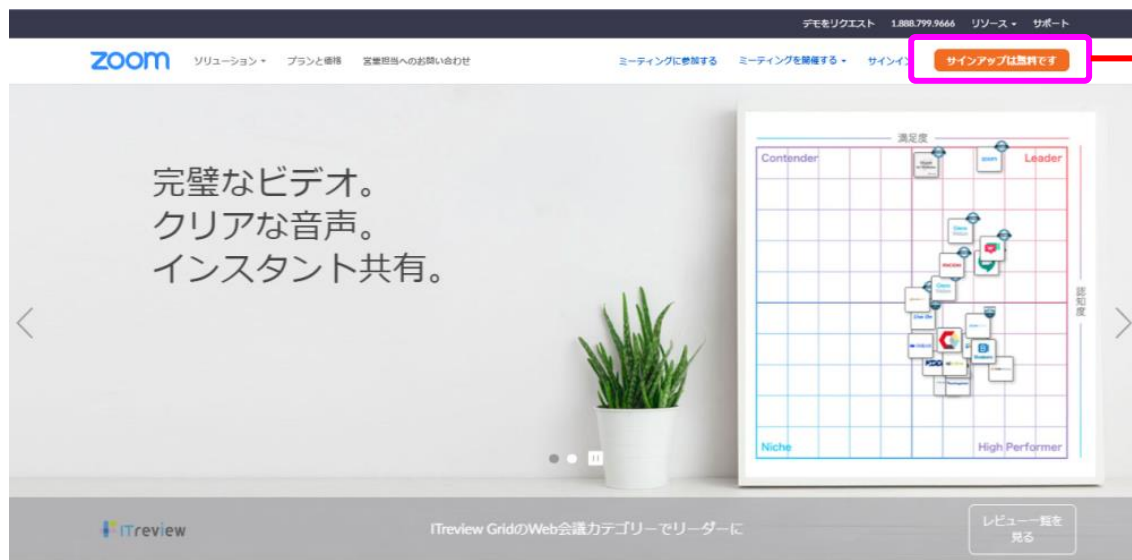 デモをリクエスト 1.888.799.9666 リソース サポート
zoom ソリューション プランと価格 営業担当へのお問い合わせ ミーティングに参加する ミーティングを開催する サインイン サインアップは無料です
満足度
Contender Leader
zoom
完璧なビデオ。
クリアな音声。
インスタント共有。
認知度
Niche High Performer
ITreview ITreview GridのWeb会議カテゴリーでリーダーに レビュー一覧を
見る